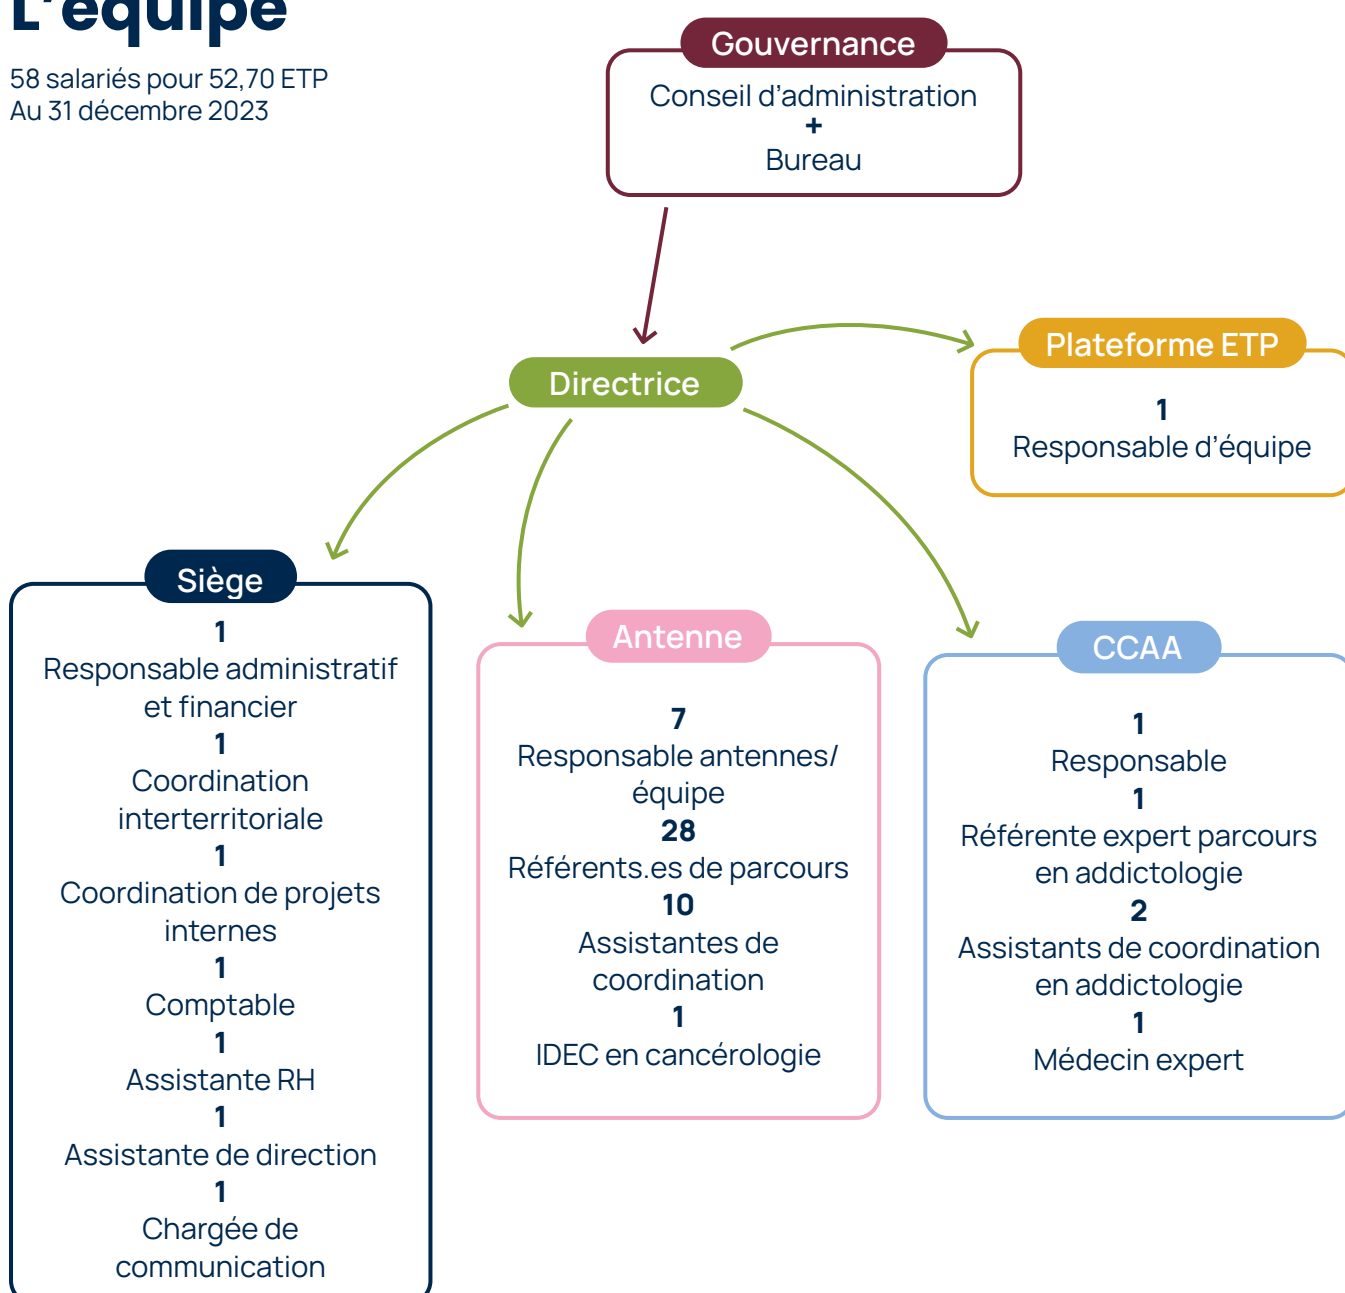 L'équipe
58 salariés pour 52,70 ETP
Au 31 décembre 2023
Gouvernance
Conseil d'administration
+
Bureau
Directrice
Plateforme ETP
1
Responsable d'équipe
Siège
1
Responsable administratif
et financier
1
Coordination
interterritoriale
1
Coordination de projets
internes
1
Comptable
1
Assistante RH
1
Assistante de direction
1
Chargée de
communication
Antenne
7
Responsable antennes/
équipe
28
Référents.es de parcours
10
Assistantes de
coordination
1
IDEC en cancérologie
CCAA
1
Responsable
1
Référente expert parcours
en addictologie
2
Assistants de coordination
en addictologie
1
Médecin expert